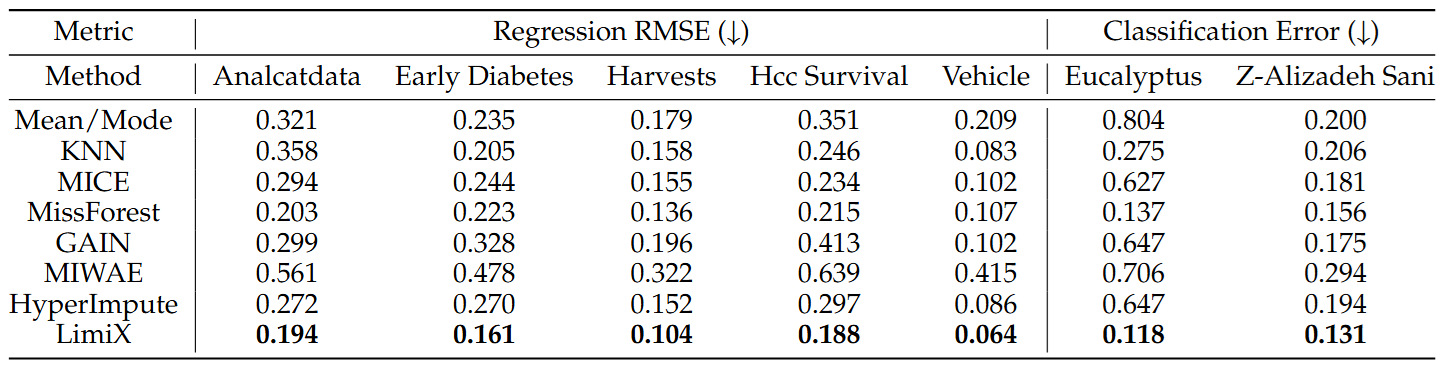 Metric Regression RMSE (↓) Classification Error (↓)
Method Analcatdata Early Diabetes Harvests Hcc Survival Vehicle Eucalyptus Z-Alizadeh Sani
Mean/Mode 0.321 0.235 0.179 0.351 0.209 0.804 0.200
KNN 0.358 0.205 0.158 0.246 0.083 0.275 0.206
MICE 0.294 0.244 0.155 0.234 0.102 0.627 0.181
MissForest 0.203 0.223 0.136 0.215 0.107 0.137 0.156
GAIN 0.299 0.328 0.196 0.413 0.102 0.647 0.175
MIWAE 0.561 0.478 0.322 0.639 0.415 0.706 0.294
HyperImpute 0.272 0.270 0.152 0.297 0.086 0.647 0.194
LimiX 0.194 0.161 0.104 0.188 0.064 0.118 0.131